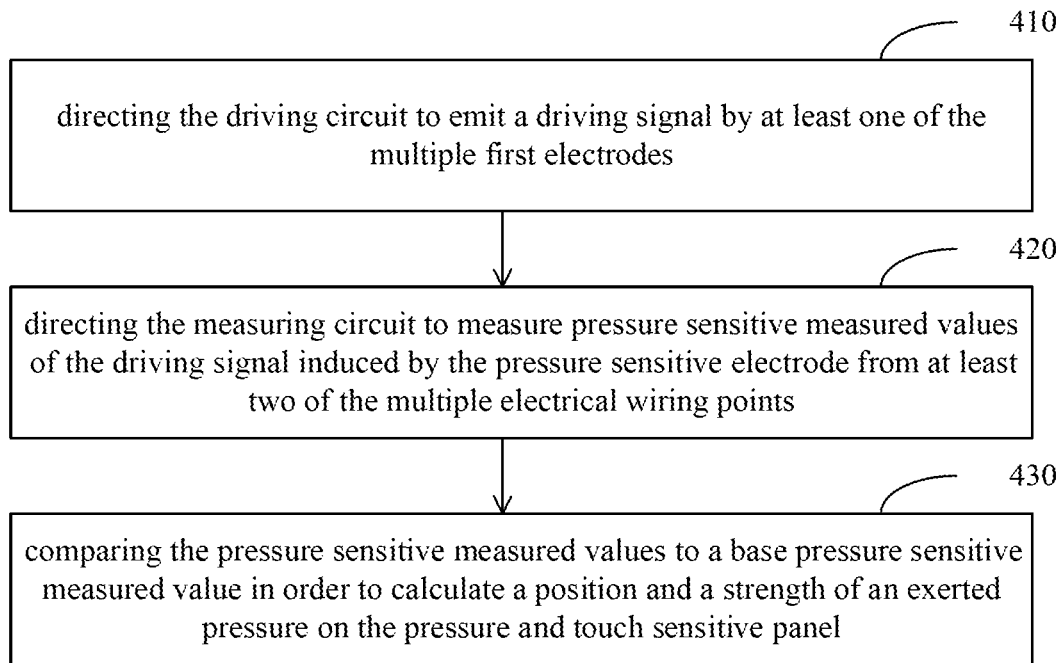 410
directing the driving circuit to emit a driving signal by at least one of the
multiple first electrodes
420
directing the measuring circuit to measure pressure sensitive measured values
of the driving signal induced by the pressure sensitive electrode from at least
two of the multiple electrical wiring points
430
comparing the pressure sensitive measured values to a base pressure sensitive
measured value in order to calculate a position and a strength of an exerted
pressure on the pressure and touch sensitive panel